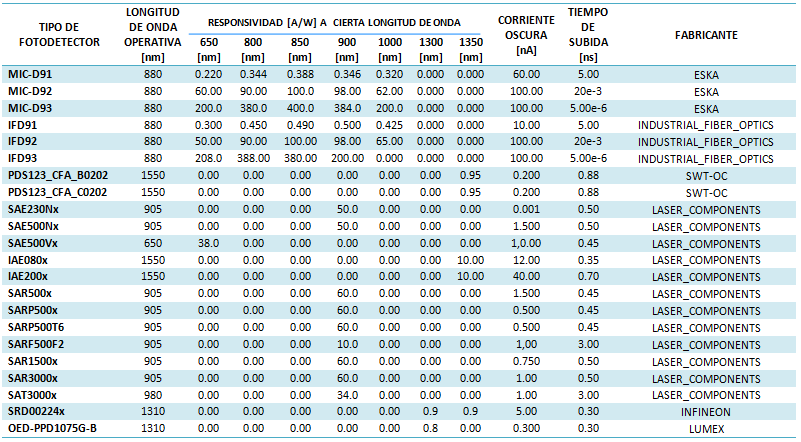 TIPO DE FOTODETECTOR LONGITUD DE ONDA OPERATIVA [nm] RESPONSIVIDAD [A/W] A CIERTA LONGITUD DE ONDA CORRIENTE OSCURA [nA] TIEMPO DE SUBIDA [ns] FABRICANTE
650 [nm] 800 [nm] 850 [nm] 900 [nm] 1000 [nm] 1300 [nm] 1350 [nm]
MIC-D91 880 0.220 0.344 0.388 0.346 0.320 0.000 0.000 60.00 5.00 ESKA
MIC-D92 880 60.00 90.00 100.0 98.00 62.00 0.00 0.00 100.00 20e-3 ESKA
MIC-D93 880 200.0 380.0 400.0 384.0 200.0 0.000 0.000 100.00 5.00e-6 ESKA
IFD91 880 0.300 0.450 0.490 0.500 0.425 0.000 0.000 10.00 5.00 INDUSTRIAL_FIBER_OPTICS
IFD92 880 50.00 90.00 100.00 98.00 65.00 0.00 0.00 100.00 20e-3 INDUSTRIAL_FIBER_OPTICS
IFD93 880 208.0 388.00 380.00 200.00 0.000 0.000 0.000 100.00 5.00e-6 INDUSTRIAL_FIBER_OPTICS
PDS123_CFA_B0202 1550 0.00 0.00 0.00 0.00 0.00 0.00 0.95 0.200 0.88 SWT-OC
PDS123_CFA_C0202 1550 0.00 0.00 0.00 0.00 0.00 0.00 0.95 0.200 0.88 SWT-OC
SAE230Nx 905 0.00 0.00 0.00 50.0 0.00 0.00 0.00 0.001 0.50 LASER_COMPONENTS
SAE500Nx 905 0.00 0.00 0.00 50.0 0.00 0.00 0.00 1.500 0.50 LASER_COMPONENTS
SAE500Vx 650 38.0 0.00 0.00 0.00 0.00 0.00 0.00 1,0.00 0.45 LASER_COMPONENTS
IAE080x 1550 0.00 0.00 0.00 0.00 0.00 0.00 10.00 12.00 0.35 LASER_COMPONENTS
IAE200x 1550 0.00 0.00 0.00 0.00 0.00 0.00 10.00 40.00 0.70 LASER_COMPONENTS
SAR500x 905 0.00 0.00 0.00 60.0 0.00 0.00 0.00 1.500 0.45 LASER_COMPONENTS
SARP500x 905 0.00 0.00 0.00 60.0 0.00 0.00 0.00 0.500 0.45 LASER_COMPONENTS
SARP500T6 905 0.00 0.00 0.00 60.0 0.00 0.00 0.00 0.500 0.45 LASER_COMPONENTS
SARF500F2 905 0.00 0.00 0.00 10.0 0.00 0.00 0.00 1,00 3.00 LASER_COMPONENTS
SAR1500x 905 0.00 0.00 0.00 60.0 0.00 0.00 0.00 0.750 0.50 LASER_COMPONENTS
SAR3000x 905 0.00 0.00 0.00 60.0 0.00 0.00 0.00 1.00 0.50 LASER_COMPONENTS
SAT3000x 980 0.00 0.00 0.00 34.0 0.00 0.00 0.00 1.00 3.00 LASER_COMPONENTS
SRD00224x 1310 0.00 0.00 0.00 0.00 0.00 0.9 0.9 5.00 0.30 INFINEON
OED-PPD1075G-B 1310 0.00 0.00 0.00 0.00 0.00 0.8 0.00 0.300 0.30 LUMEX